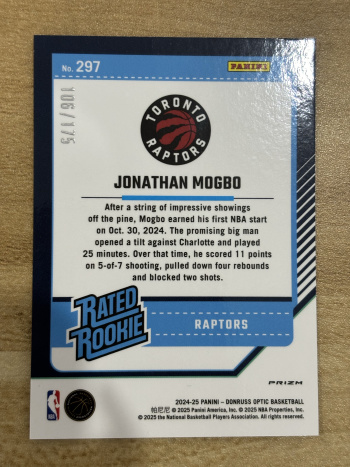 No. 297
PANINI
106/175
TORONTO
RAPTORS
JONATHAN MOGBO
After a string of impressive showings
off the pine, Mogbo earned his first NBA start
on Oct. 30, 2024. The promising big man
opened a tilt against Charlotte and played
25 minutes. Over that time, he scored 11 points
on 5-of-7 shooting, pulled down four rebounds
and blocked two shots.
RATED
ROOKIE
RAPTORS
PRIZM
2024-25 PANINI – DONRUSS OPTIC BASKETBALL
帕尼尼 © 2025 Panini America, Inc. © 2025 NBA Properties, Inc.
© 2025 the National Basketball Players Association. All rights reserved.
NBA